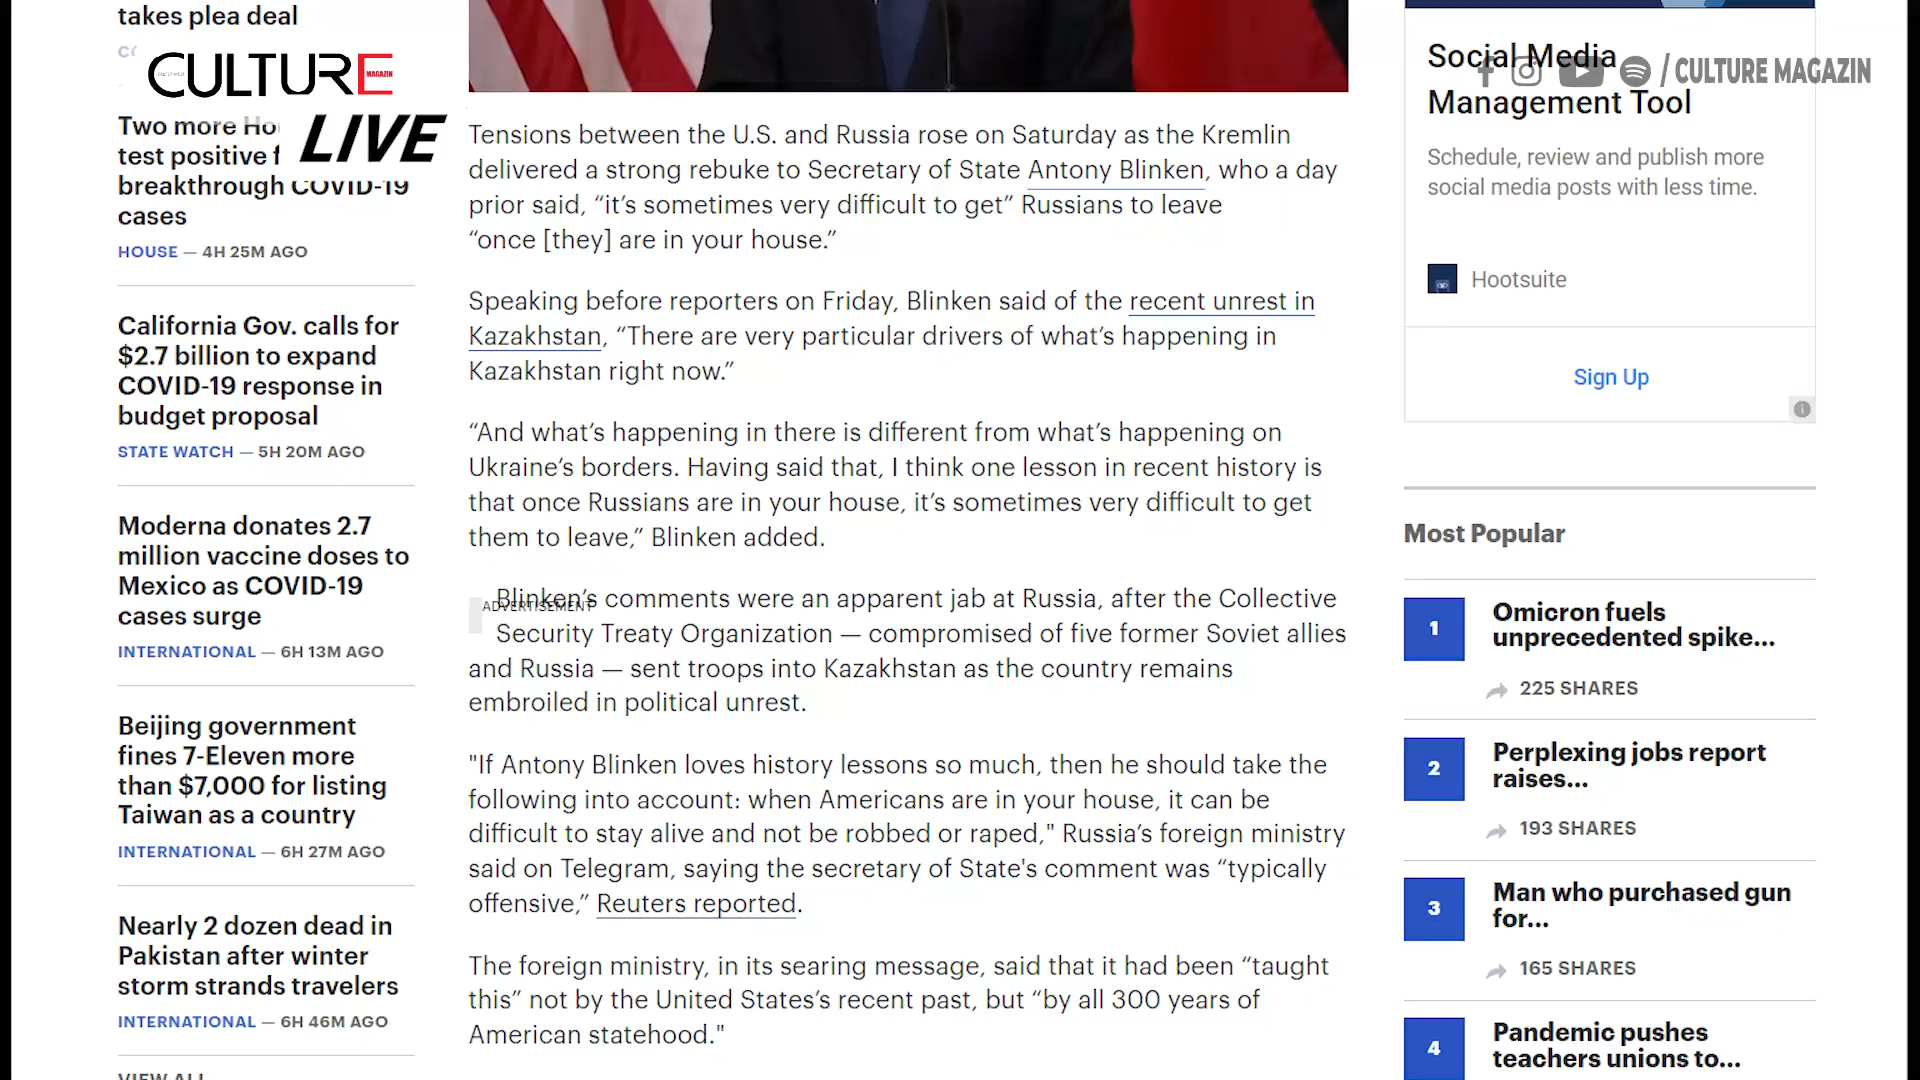 takes plea deal
CULTURE
MAGAZIN
LIVE
Two more Ho
test positive f
breakthrough COVID-19
cases
HOUSE — 4H 25M AGO
California Gov. calls for
$2.7 billion to expand
COVID-19 response in
budget proposal
STATE WATCH — 5H 20M AGO
Moderna donates 2.7
million vaccine doses to
Mexico as COVID-19
cases surge
INTERNATIONAL — 6H 13M AGO
Beijing government
fines 7-Eleven more
than $7,000 for listing
Taiwan as a country
INTERNATIONAL — 6H 27M AGO
Nearly 2 dozen dead in
Pakistan after winter
storm strands travelers
INTERNATIONAL — 6H 46M AGO
VIEW ALL
Tensions between the U.S. and Russia rose on Saturday as the Kremlin
delivered a strong rebuke to Secretary of State Antony Blinken, who a day
prior said, “it’s sometimes very difficult to get” Russians to leave
“once [they] are in your house.”
Speaking before reporters on Friday, Blinken said of the recent unrest in
Kazakhstan, “There are very particular drivers of what’s happening in
Kazakhstan right now.”
“And what’s happening in there is different from what’s happening on
Ukraine’s borders. Having said that, I think one lesson in recent history is
that once Russians are in your house, it’s sometimes very difficult to get
them to leave,” Blinken added.
ADVERTISEMENT
Blinken’s comments were an apparent jab at Russia, after the Collective
Security Treaty Organization — compromised of five former Soviet allies
and Russia — sent troops into Kazakhstan as the country remains
embroiled in political unrest.
"If Antony Blinken loves history lessons so much, then he should take the
following into account: when Americans are in your house, it can be
difficult to stay alive and not be robbed or raped," Russia’s foreign ministry
said on Telegram, saying the secretary of State's comment was “typically
offensive,” Reuters reported.
The foreign ministry, in its searing message, said that it had been “taught
this” not by the United States’s recent past, but “by all 300 years of
American statehood."
Social Media
Management Tool
/ CULTURE MAGAZIN
Schedule, review and publish more
social media posts with less time.
Hootsuite
Sign Up
Most Popular
1
Omicron fuels
unprecedented spike...
225 SHARES
2
Perplexing jobs report
raises...
193 SHARES
3
Man who purchased gun
for...
165 SHARES
4
Pandemic pushes
teachers unions to...